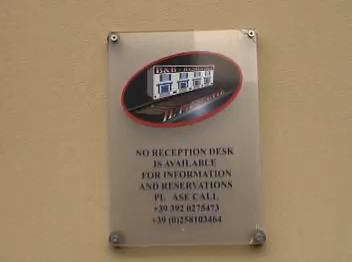 B&B
NO RECEPTION DESK
IS AVAILABLE
FOR INFORMATION
AND RESERVATIONS
PL ASE CALL
+39 392 0275473
+39 (0)258103464